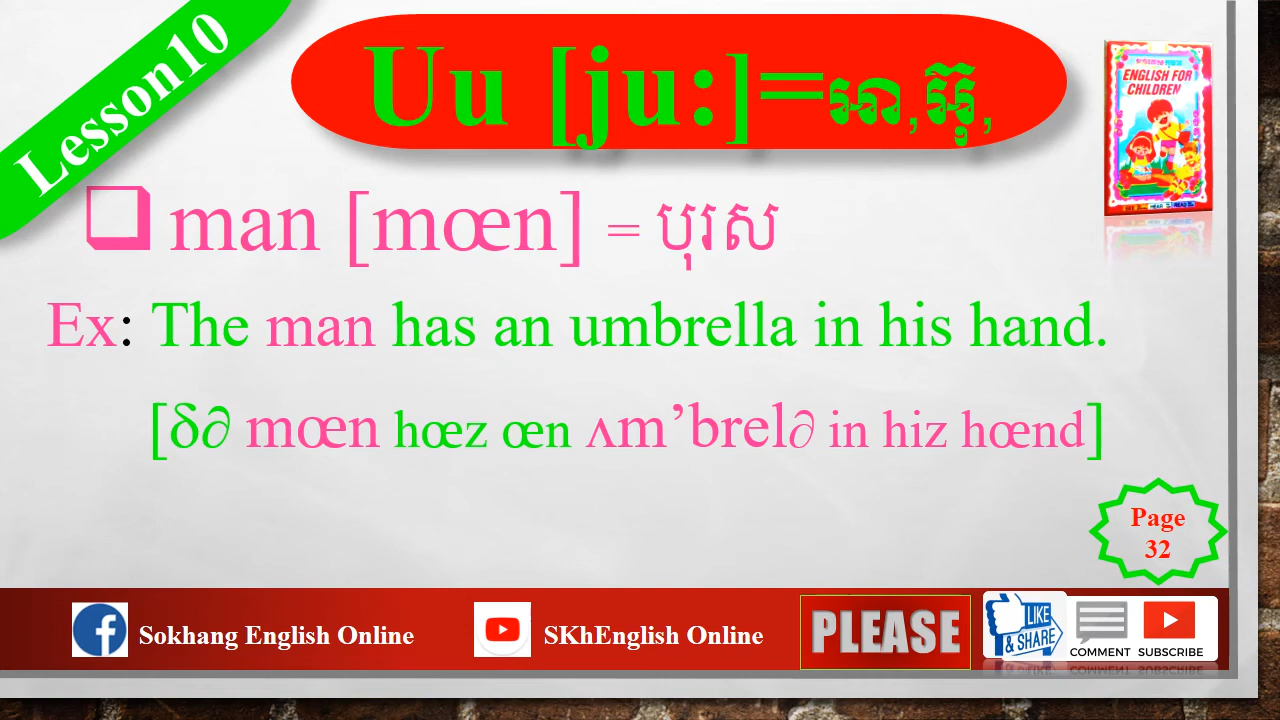 Lesson10
Uu [ju:]=អា,អ៊ុ,
ENGLISH FOR
CHILDREN
❑ man [mœn] = បុរស
Ex: The man has an umbrella in his hand.
[δ∂ mœn hœz œn ʌm’brel∂ in hiz hœnd]
Page
32
Sokhang English Online
SKhEnglish Online
PLEASE
LIKE
& SHARE
COMMENT
SUBSCRIBE